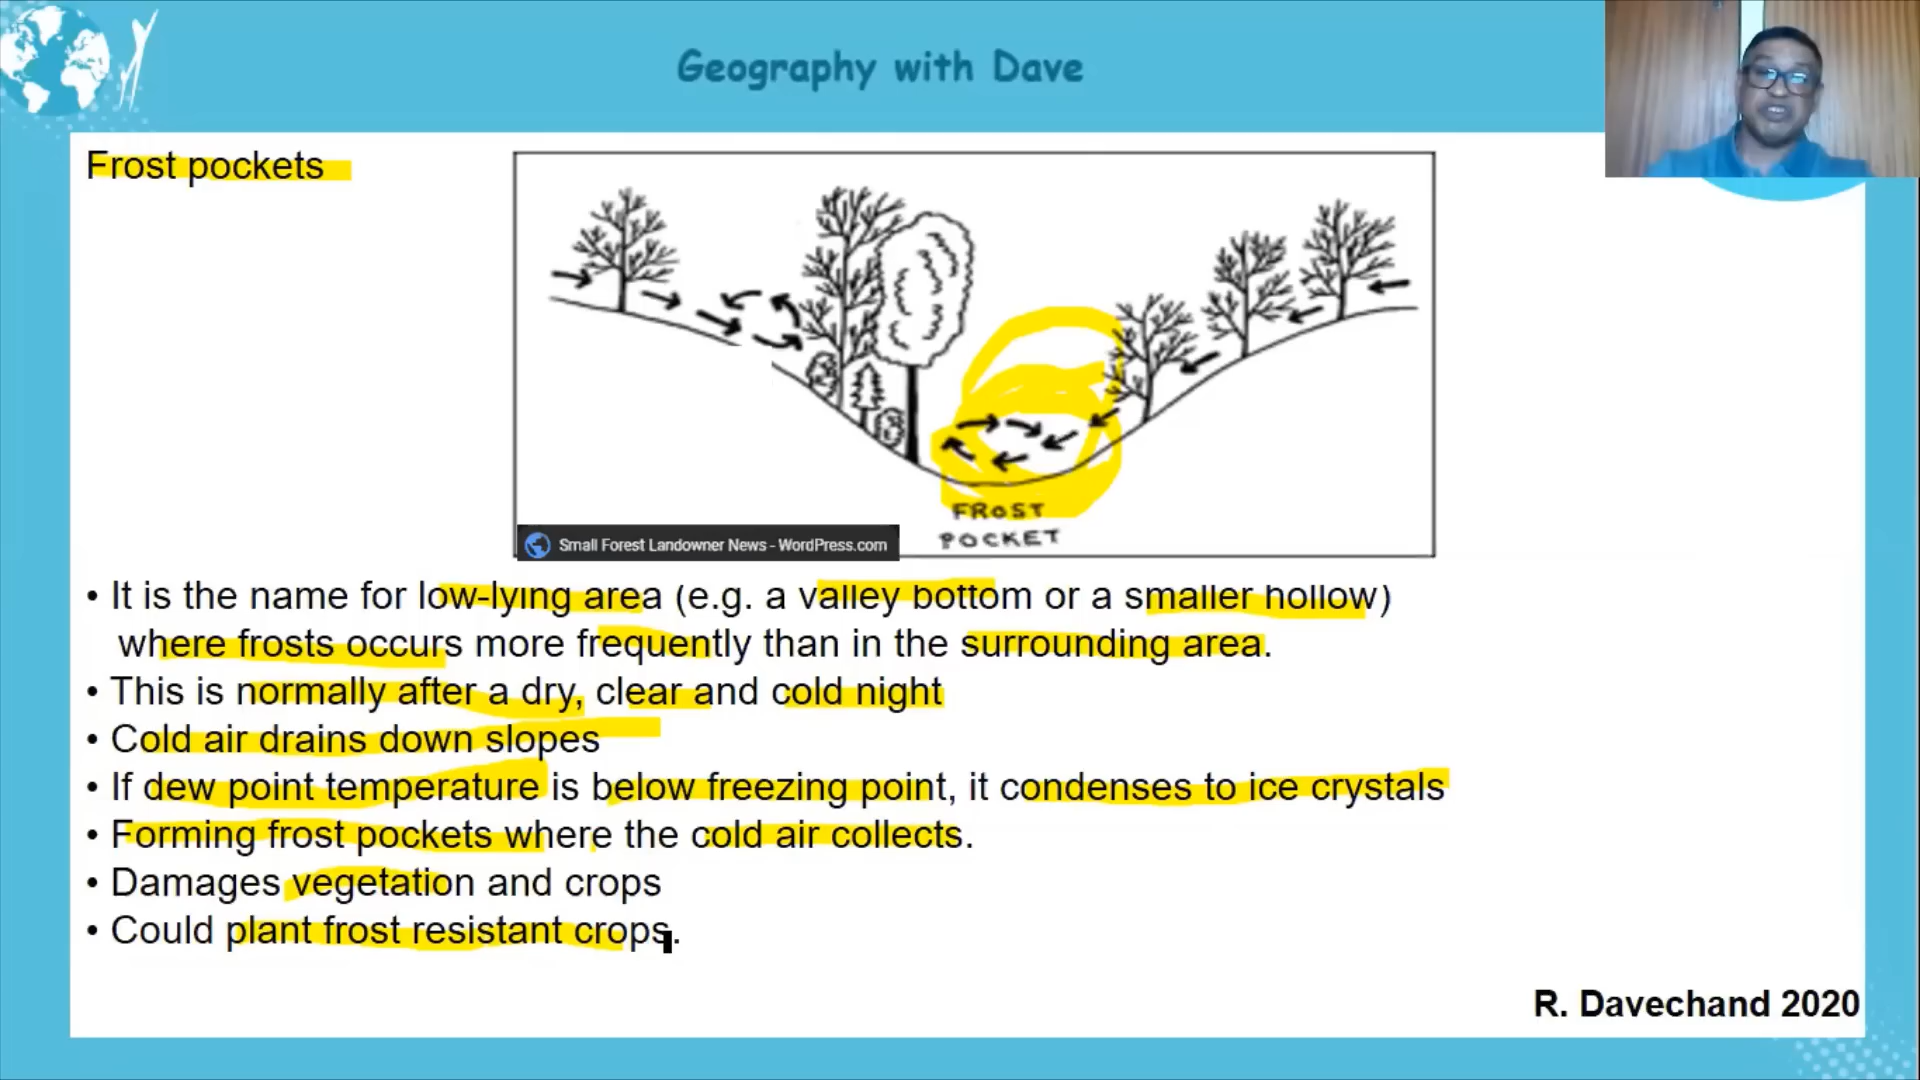 Geography with Dave
Frost pockets
FROST
POCKET
Small Forest Landowner News - WordPress.com
• It is the name for low-lying area (e.g. a valley bottom or a smaller hollow)
where frosts occurs more frequently than in the surrounding area.
• This is normally after a dry, clear and cold night
• Cold air drains down slopes
• If dew point temperature is below freezing point, it condenses to ice crystals
• Forming frost pockets where the cold air collects.
• Damages vegetation and crops
• Could plant frost resistant crops.
R. Davechand 2020